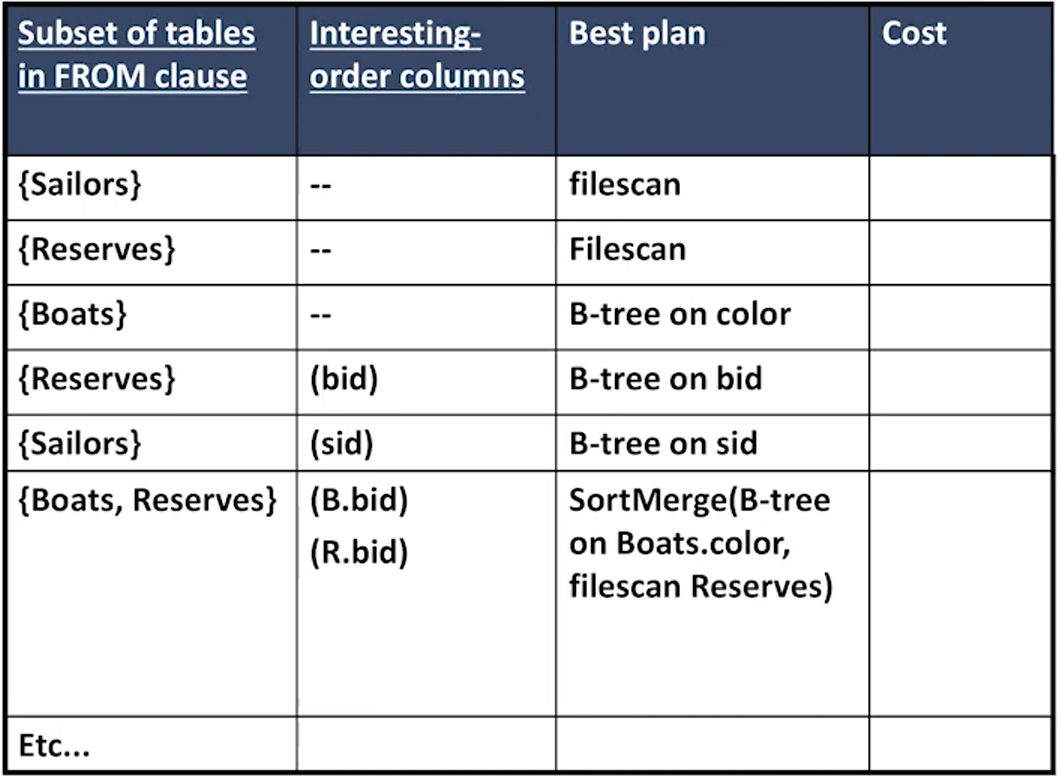 Subset of tables
in FROM clause
Interesting-
order columns
Best plan
Cost
{Sailors}
--
filescan
{Reserves}
--
Filescan
{Boats}
--
B-tree on color
{Reserves}
(bid)
B-tree on bid
{Sailors}
(sid)
B-tree on sid
{Boats, Reserves}
(B.bid)
(R.bid)
SortMerge(B-tree
on Boats.color,
filescan Reserves)
Etc...